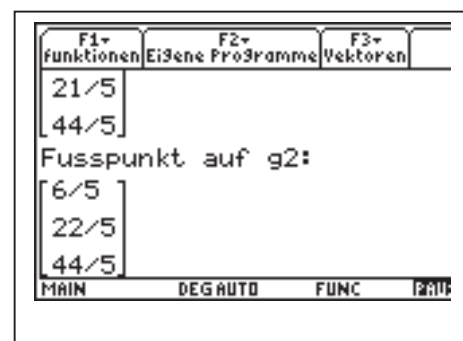 F1▾ F2▾ F3▾
funktionen Eigene Programme Vektoren
21/5
44/5
Fusspunkt auf g2:
6/5
22/5
44/5
MAIN DEG AUTO FUNC